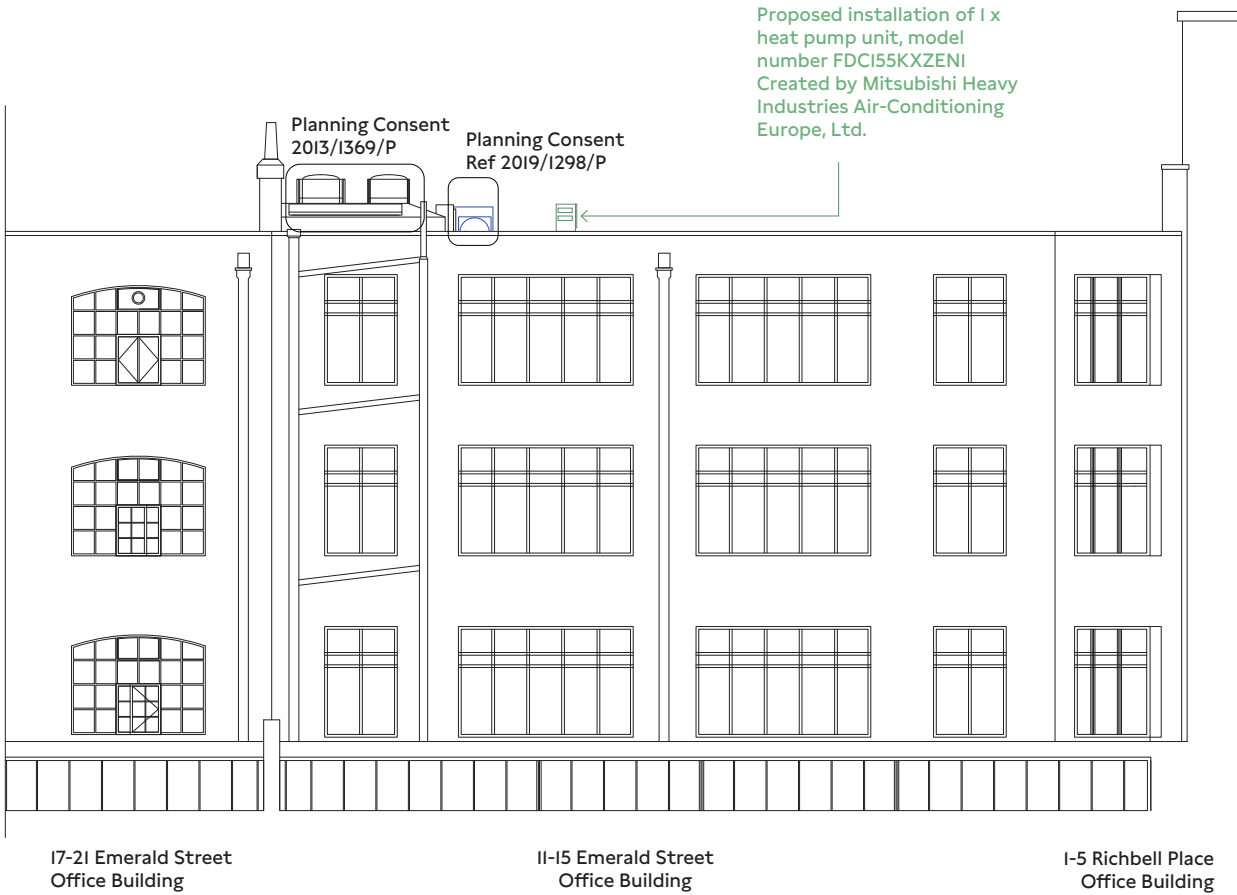 Proposed installation of 1 x
heat pump unit, model
number FDC155KXZEN1
Created by Mitsubishi Heavy
Industries Air-Conditioning
Europe, Ltd.
Planning Consent
2013/1369/P
Planning Consent
Ref 2019/1298/P
17-21 Emerald Street
Office Building
11-15 Emerald Street
Office Building
1-5 Richbell Place
Office Building